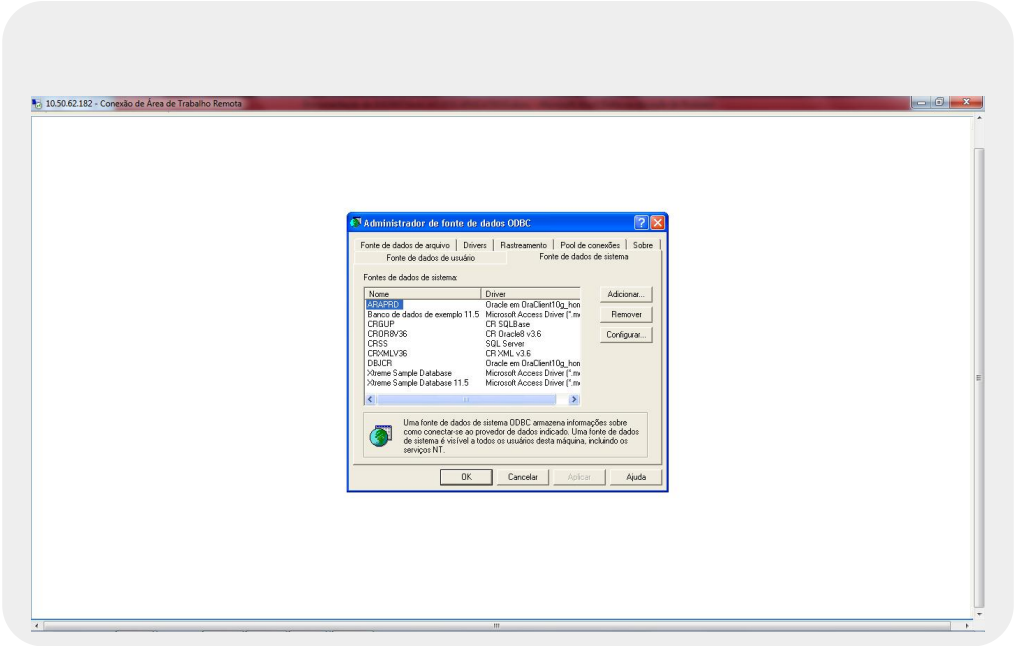 10.50.62.182 - Conexão de Área de Trabalho Remota
Administrador de fonte de dados ODBC
Fonte de dados de arquivo Drivers Rastreamento Pool de conexões Sobre
Fonte de dados de usuário Fonte de dados de sistema
Fontes de dados de sistema:
Nome Driver
ARAPRD Oracle em OraClient10g_hon
Banco de dados de exemplo 11.5 Microsoft Access Driver (*.m
CRGUP CR SQLBase
CROR8V36 CR Oracle8 v3.6
CRSS SQL Server
CRXMLV36 CR XML v3.6
DBJCR Oracle em OraClient10g_hon
Xtreme Sample Database Microsoft Access Driver (*.m
Xtreme Sample Database 11.5 Microsoft Access Driver (*.m
Adicionar...
Remover
Configurar...
Uma fonte de dados de sistema ODBC armazena informações sobre
como conectar-se ao provedor de dados indicado. Uma fonte de dados
de sistema é visível a todos os usuários desta máquina, incluindo os
serviços NT.
OK Cancelar Aplicar Ajuda